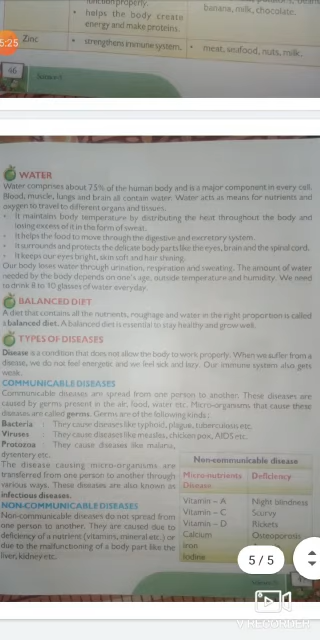 function properly.
• helps the body create
energy and make proteins.
banana, milk, chocolate.
5:25
Zinc
• strengthens immune system.
• meat, seafood, nuts, milk.
46
WATER
Water comprises about 75% of the human body and is a major component in every cell.
Blood, muscle, lungs and brain all contain water. Water acts as means for nutrients and
oxygen to travel to different organs and tissues.
• It maintains body temperature by distributing the heat throughout the body and
losing excess of it in the form of sweat.
• It helps the food to move through the digestive and excretory system.
• It surrounds and protects the delicate body parts like the eyes, brain and the spinal cord.
• It keeps our eyes bright, skin soft and hair shining.
Our body loses water through urination, respiration and sweating. The amount of water
needed by the body depends on one's age, outside temperature and humidity. We need
to drink 8 to 10 glasses of water everyday.
BALANCED DIET
A diet that contains all the nutrients, roughage and water in the right proportion is called
a balanced diet. A balanced diet is essential to stay healthy and grow well.
TYPES OF DISEASES
Disease is a condition that does not allow the body to work properly. When we suffer from a
disease, we do not feel energetic and we feel sick and lazy. Our immune system also gets
weak.
COMMUNICABLE DISEASES
Communicable diseases are spread from one person to another. These diseases are
caused by germs present in the air, food, water etc. Micro-organisms that cause these
diseases are called germs. Germs are of the following kinds:
Bacteria : They cause diseases like typhoid, plague, tuberculosis etc.
Viruses : They cause diseases like measles, chicken pox, AIDS etc.
Protozoa : They cause diseases like malaria,
dysentery etc.
The disease causing micro-organisms are
transferred from one person to another through
various ways. These diseases are also known as
infectious diseases.
NON-COMMUNICABLE DISEASES
Non-communicable diseases do not spread from
one person to another. They are caused due to
deficiency of a nutrient (vitamins, mineral etc.) or
due to the malfunctioning of a body part like the
liver, kidney etc.
Non-communicable disease
Micro-nutrients Deficiency
Disease
Vitamin – A Night blindness
Vitamin – C Scurvy
Vitamin – D Rickets
Calcium Osteoporosis
Iron
Iodine
5 / 5
V RECORDER